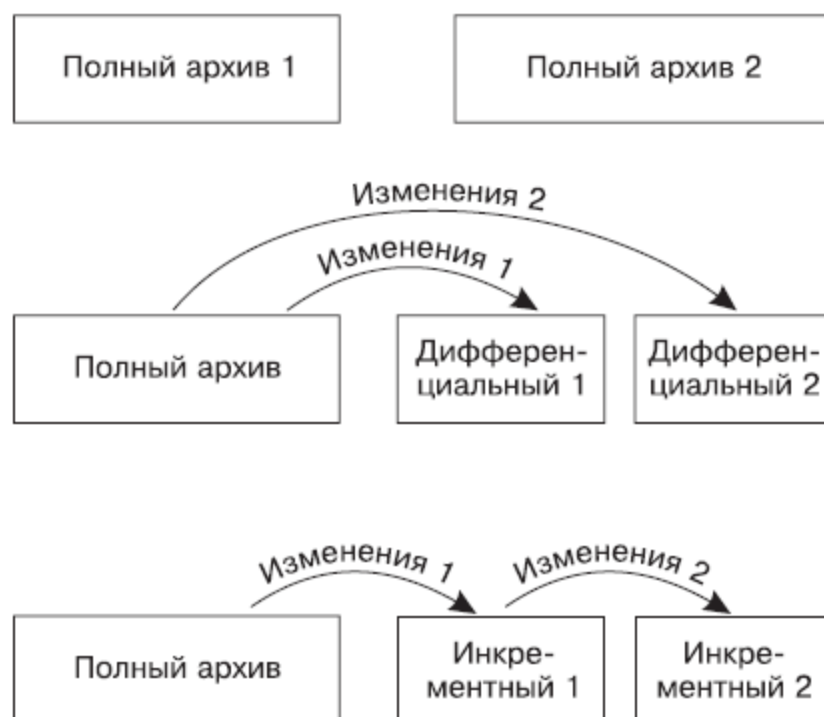 Полный архив 1
Полный архив 2
Изменения 2
Изменения 1
Полный архив
Дифферен-
циальный 1
Дифферен-
циальный 2
Изменения 1
Изменения 2
Полный архив
Инкре-
ментный 1
Инкре-
ментный 2